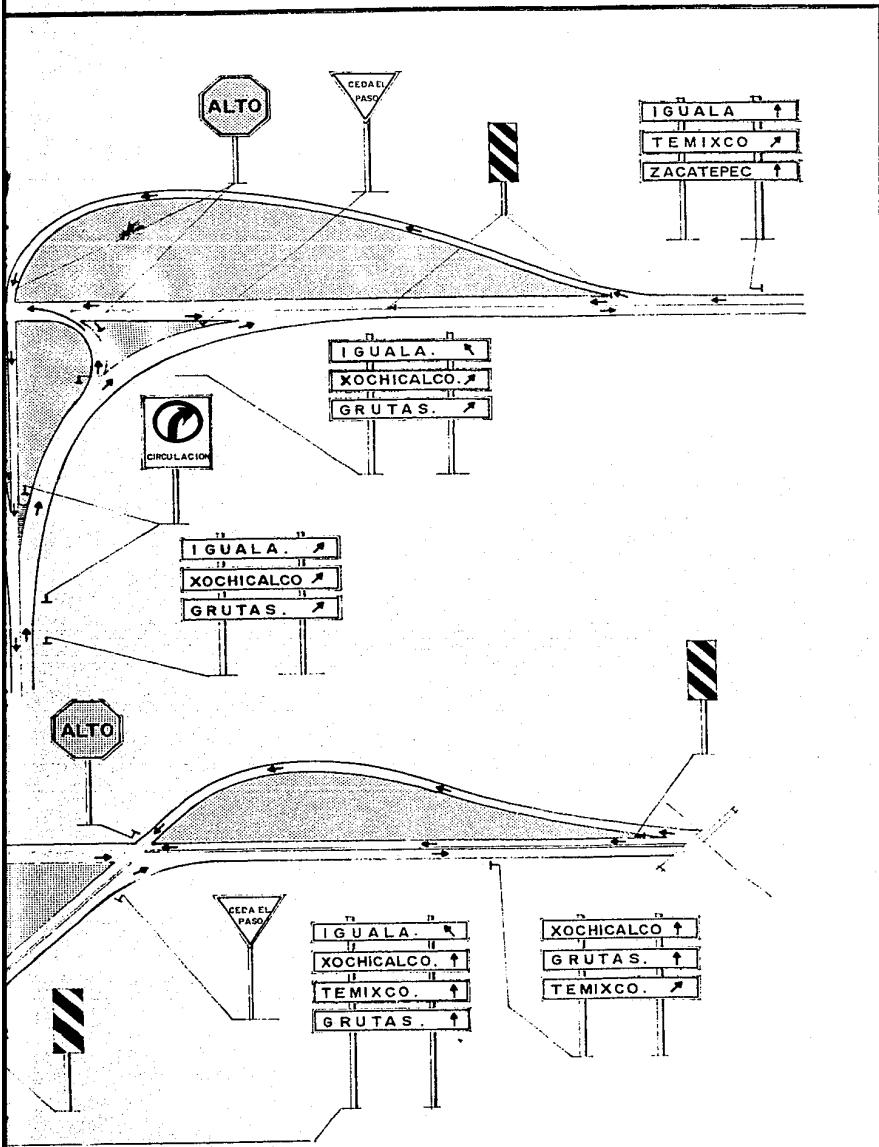 ALTO
CEDA EL
PASO
IGUALA
TEMIXCO
ZACATEPEC
IGUALA.
XOCHICALCO.
GRUTAS.
CIRCULACION
IGUALA.
XOCHICALCO
GRUTAS.
ALTO
CEDA EL
PASO
IGUALA.
XOCHICALCO.
TEMIXCO.
GRUTAS.
XOCHICALCO
GRUTAS.
TEMIXCO.